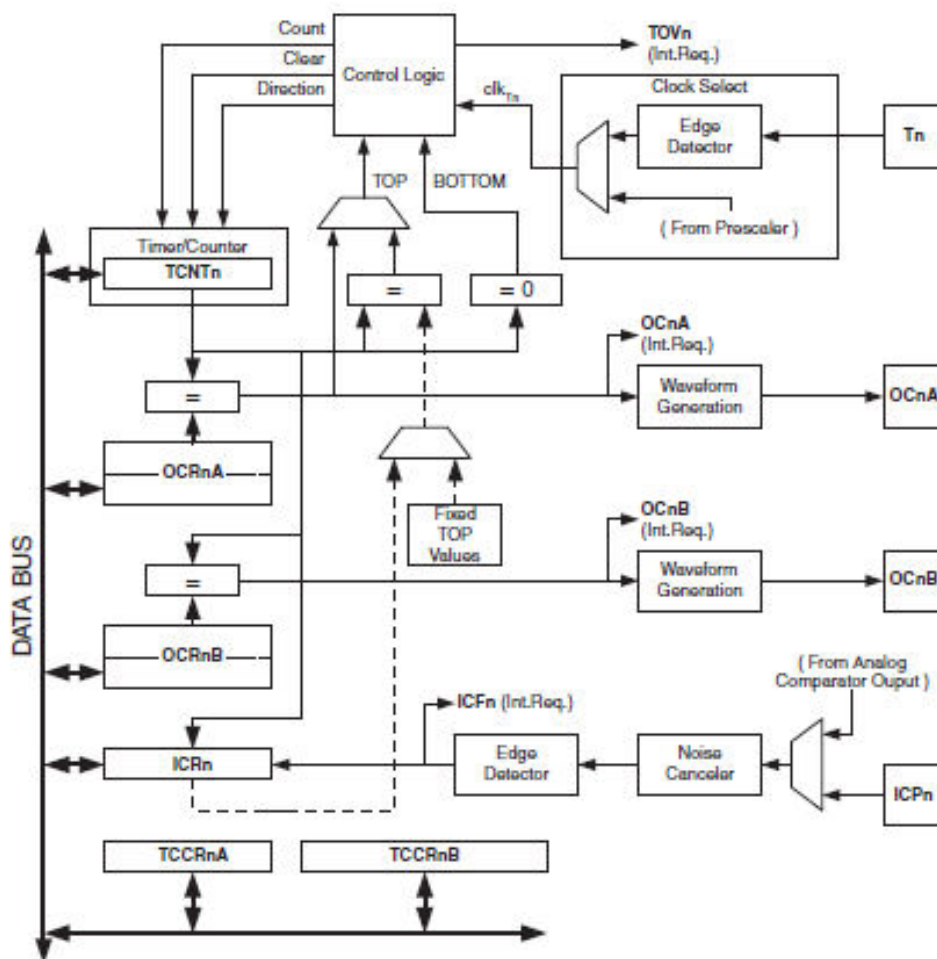 Count
Clear
Direction
Control Logic
TOVn
(Int.Req.)
clkTn
Clock Select
Edge
Detector
Tn
( From Prescaler )
TOP
BOTTOM
Timer/Counter
TCNTn
=
= 0
=
OCRnA
OCnA
(Int.Req.)
Waveform
Generation
OCnA
Fixed
TOP
Values
=
OCRnB
OCnB
(Int.Req.)
Waveform
Generation
OCnB
DATA BUS
( From Analog
Comparator Ouput )
ICFn (Int.Req.)
ICRn
Edge
Detector
Noise
Canceler
ICPn
TCCRnA
TCCRnB